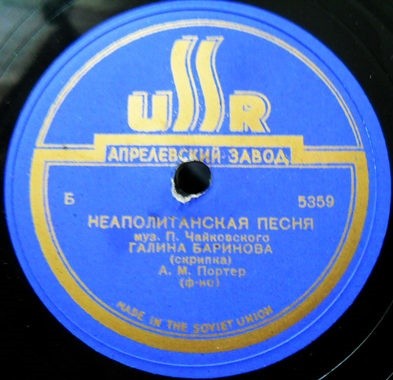 USSR
АПРЕЛЕВСКИЙ ЗАВОД
Б 5359
НЕАПОЛИТАНСКАЯ ПЕСНЯ
муз. П. Чайковского
ГАЛИНА БАРИНОВА
(скрипка)
А. М. Портер
(ф-но)
MADE IN THE SOVIET UNION